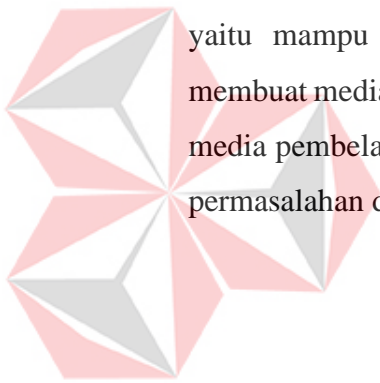 yaitu mampu
membuat media
media pembela
permasalahan d